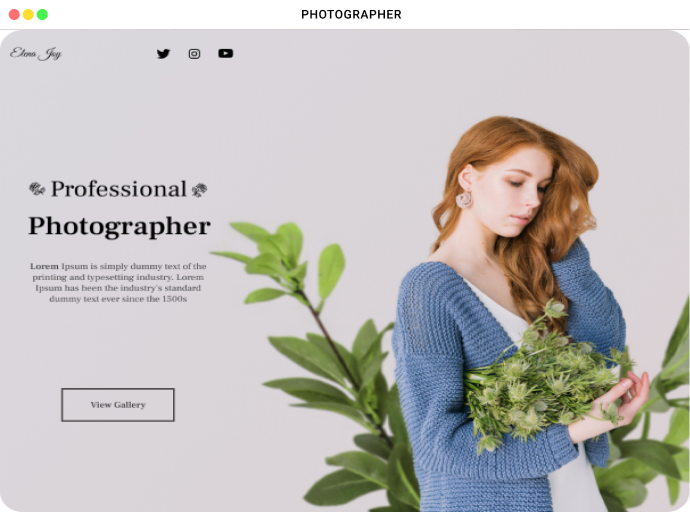 PHOTOGRAPHER
Elena Joy
Professional
Photographer
Lorem Ipsum is simply dummy text of the
printing and typesetting industry. Lorem
Ipsum has been the industry's standard
dummy text ever since the 1500s
View Gallery